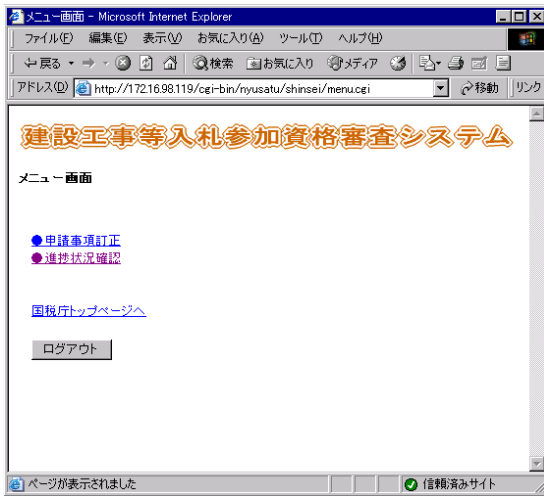 メニュー画面 - Microsoft Internet Explorer
ファイル(F) 編集(E) 表示(V) お気に入り(A) ツール(T) ヘルプ(H)
戻る 検索 お気に入り メディア
アドレス(D) http://172.16.98.119/cgi-bin/nyusatu/shinsei/menu.cgi 移動 リンク
建設工事等入札参加資格審査システム
メニュー画面
●申請事項訂正
●進捗状況確認
国税庁トップページへ
ログアウト
ページが表示されました 信頼済みサイト